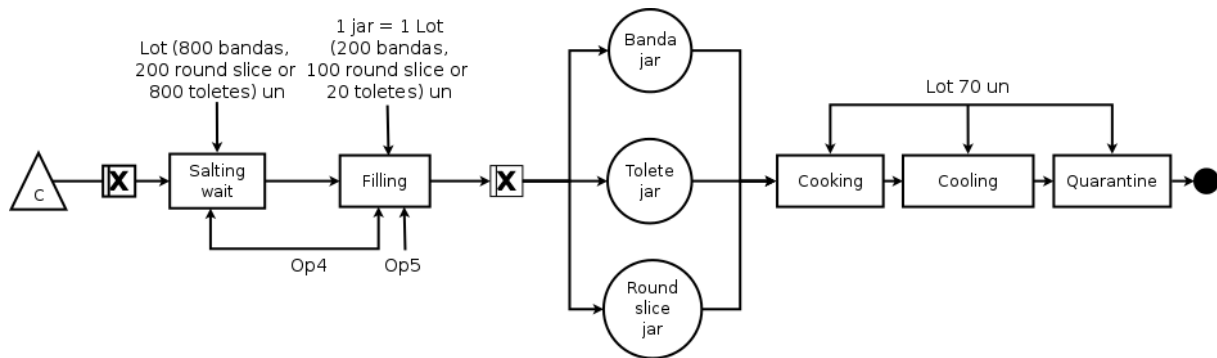 Lot (800 bandas,
200 round slice or
800 toletes) un
1 jar = 1 Lot
(200 bandas,
100 round slice or
20 toletes) un
C
X
Salting
wait
Filling
Op4
Op5
X
Banda
jar
Tolete
jar
Round
slice
jar
Lot 70 un
Cooking
Cooling
Quarantine